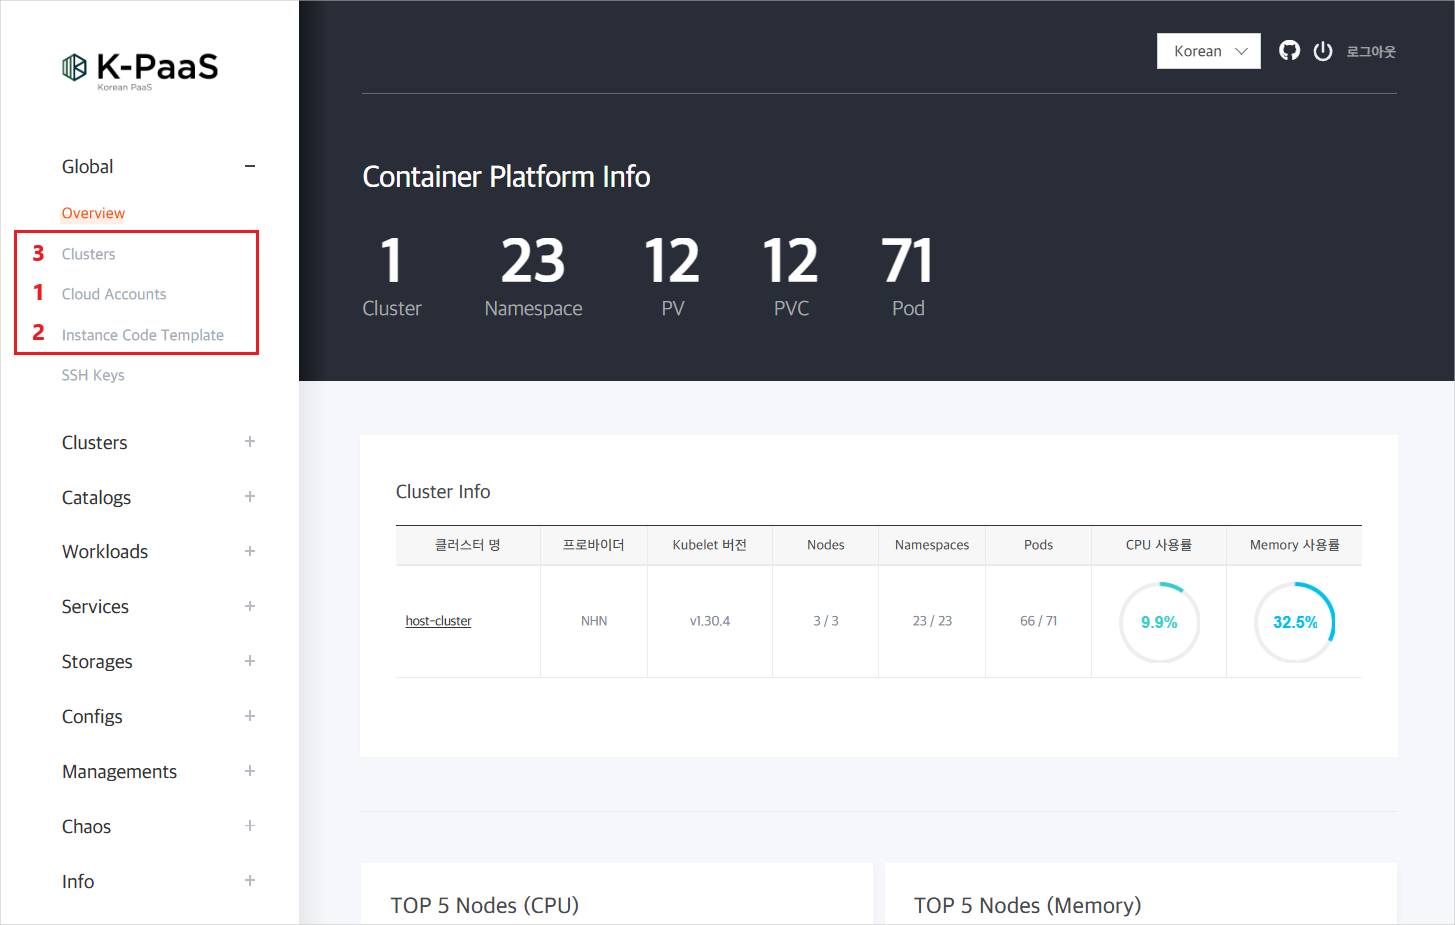 K-PaaS
Korean PaaS
Global
Overview
3 Clusters
1 Cloud Accounts
2 Instance Code Template
SSH Keys
Clusters
Catalogs
Workloads
Services
Storages
Configs
Managements
Chaos
Info
Korean 로그아웃
Container Platform Info
1 23 12 12 71
Cluster Namespace PV PVC Pod
Cluster Info
클러스터 명 프로바이더 Kubelet 버전 Nodes Namespaces Pods CPU 사용률 Memory 사용률
host-cluster NHN v1.30.4 3 / 3 23 / 23 66 / 71 9.9% 32.5%
TOP 5 Nodes (CPU) TOP 5 Nodes (Memory)